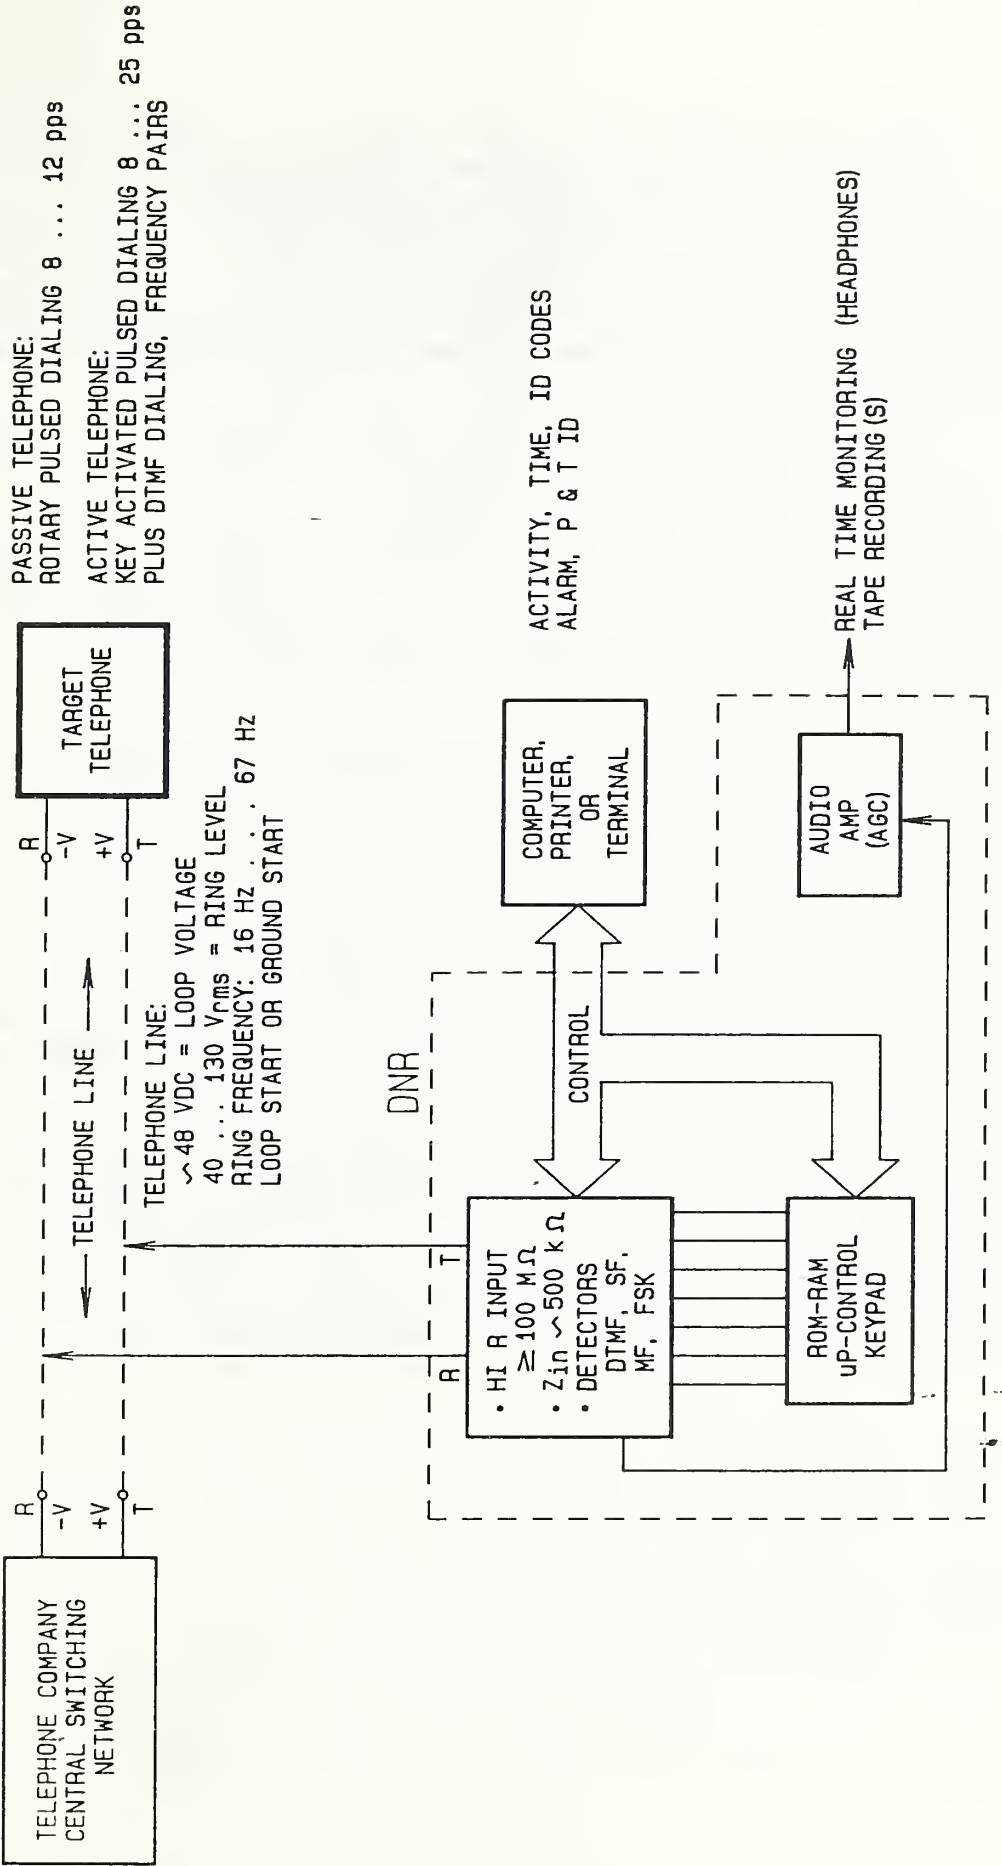 TELEPHONE COMPANY
CENTRAL SWITCHING
NETWORK
R
-V
+V
T
← TELEPHONE LINE →
R
-V
+V
T
TARGET
TELEPHONE
PASSIVE TELEPHONE:
ROTARY PULSED DIALING 8 ... 12 pps
ACTIVE TELEPHONE:
KEY ACTIVATED PULSED DIALING 8 ... 25 pps
PLUS DTMF DIALING, FREQUENCY PAIRS
TELEPHONE LINE:
~48 VDC = LOOP VOLTAGE
40 ... 130 Vrms = RING LEVEL
RING FREQUENCY: 16 Hz ... 67 Hz
LOOP START OR GROUND START
DNR
R
T
• HI R INPUT
≥100 MΩ
• Zin ~500 kΩ
• DETECTORS
DTMF, SF,
MF, FSK
CONTROL
COMPUTER,
PRINTER,
OR
TERMINAL
ACTIVITY, TIME, ID CODES
ALARM, P & T ID
ROM-RAM
uP-CONTROL
KEYPAD
AUDIO
AMP
(AGC)
REAL TIME MONITORING (HEADPHONES)
TAPE RECORDING(S)